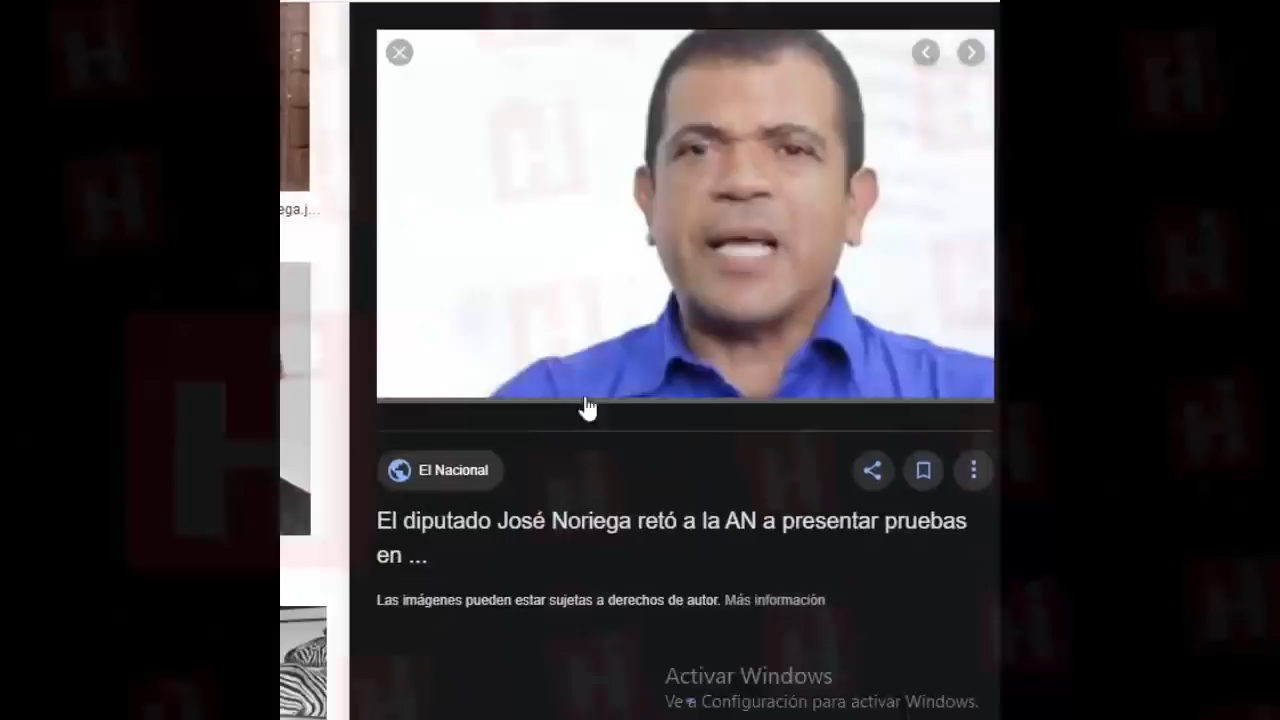 ega.j...
El Nacional
El diputado José Noriega retó a la AN a presentar pruebas
en ...
Las imágenes pueden estar sujetas a derechos de autor. Más información
Activar Windows
Ve a Configuración para activar Windows.